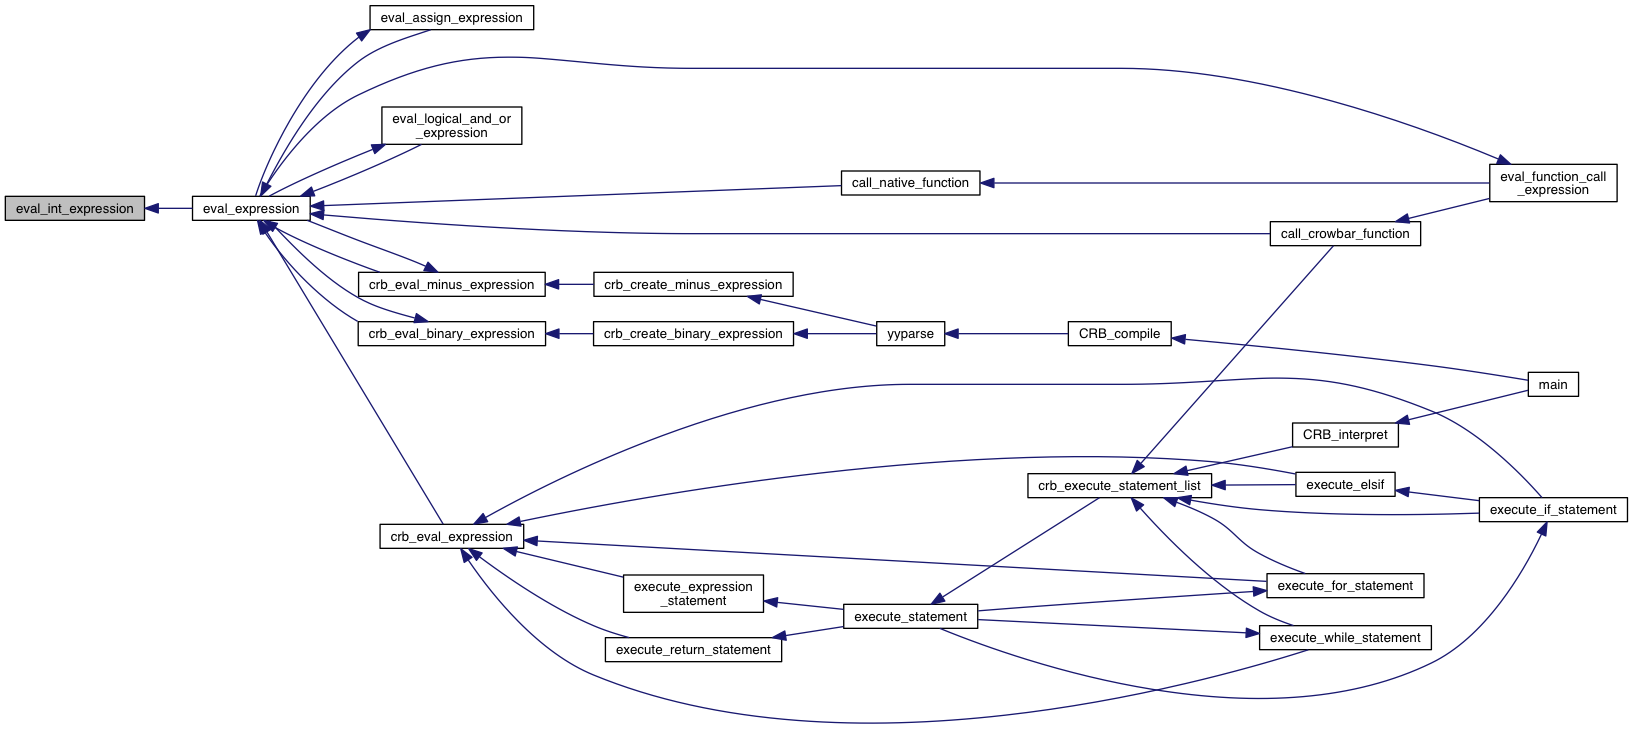 eval_assign_expression
eval_logical_and_or
_expression
call_native_function
eval_function_call
_expression
eval_int_expression
eval_expression
call_crowbar_function
crb_eval_minus_expression
crb_create_minus_expression
crb_eval_binary_expression
crb_create_binary_expression
yyparse
CRB_compile
main
CRB_interpret
crb_execute_statement_list
execute_elsif
execute_if_statement
crb_eval_expression
execute_expression
_statement
execute_for_statement
execute_statement
execute_while_statement
execute_return_statement